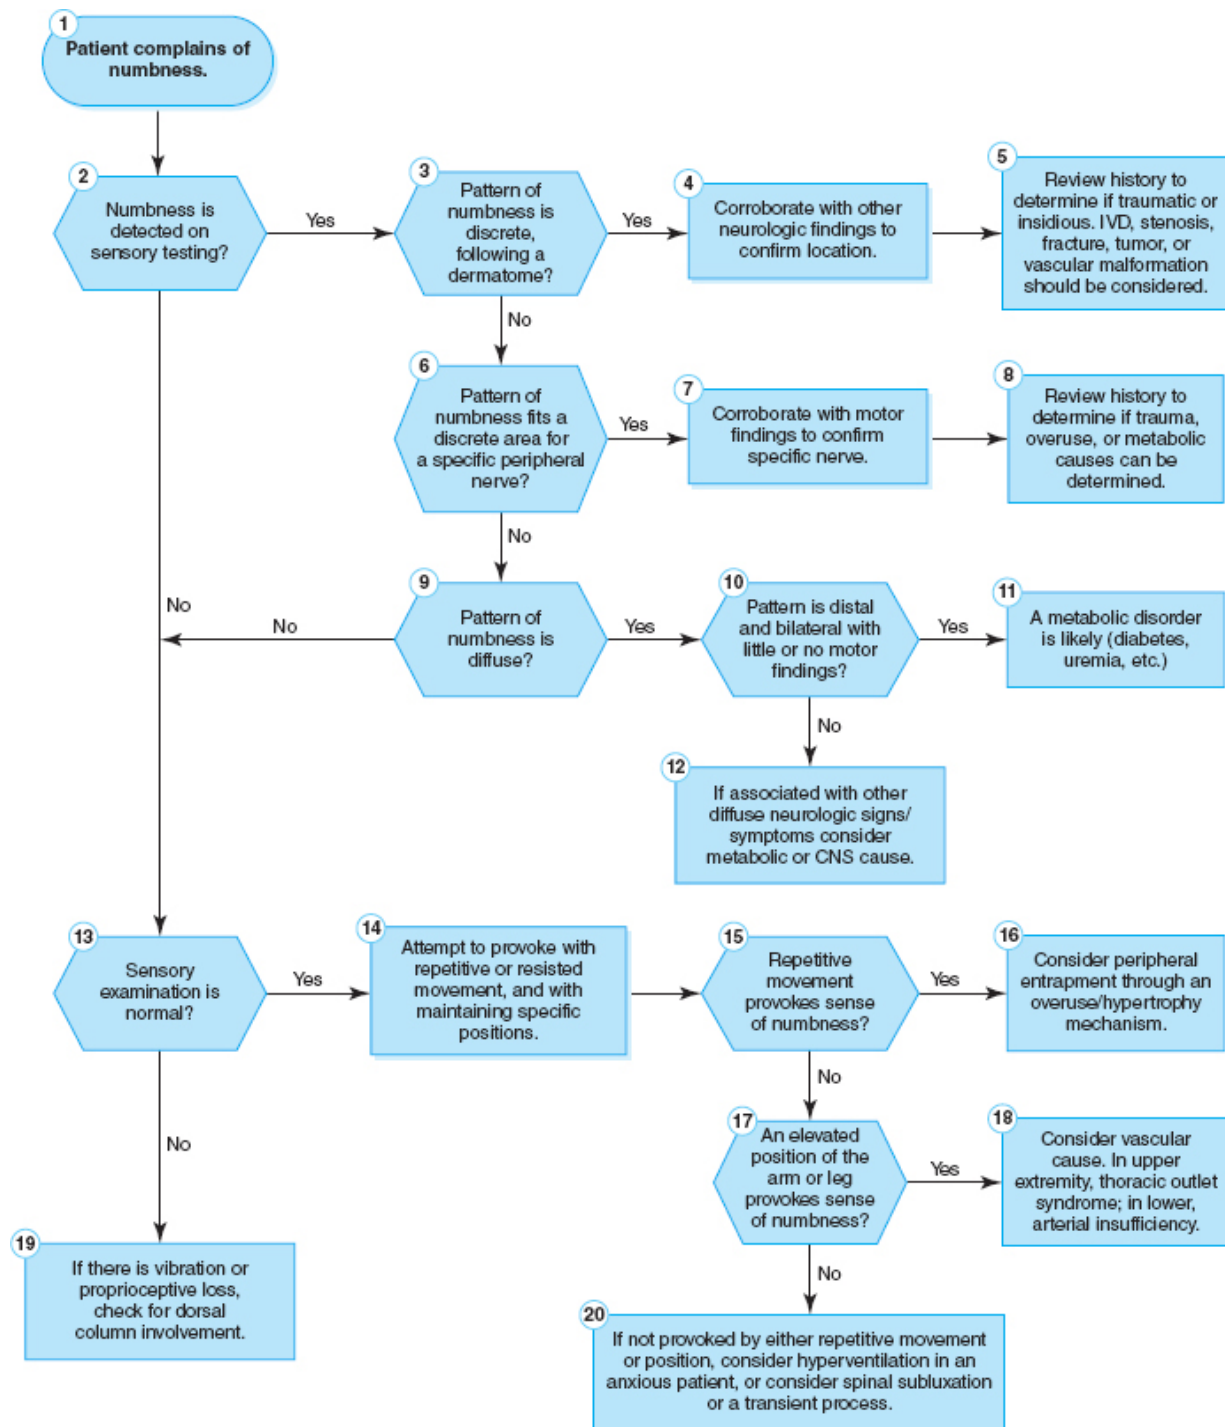 1
Patient complains of
numbness.
2
Numbness is
detected on
sensory testing?
Yes
3
Pattern of
numbness is
discrete,
following a
dermatome?
Yes
4
Corroborate with other
neurologic findings to
confirm location.
5
Review history to
determine if traumatic or
insidious. IVD, stenosis,
fracture, tumor, or
vascular malformation
should be considered.
No
6
Pattern of
numbness fits a
discrete area for
a specific peripheral
nerve?
Yes
7
Corroborate with motor
findings to confirm
specific nerve.
8
Review history to
determine if trauma,
overuse, or metabolic
causes can be
determined.
No
9
Pattern of
numbness is
diffuse?
No
No
Yes
10
Pattern is distal
and bilateral with
little or no motor
findings?
Yes
11
A metabolic disorder
is likely (diabetes,
uremia, etc.)
No
12
If associated with other
diffuse neurologic signs/
symptoms consider
metabolic or CNS cause.
13
Sensory
examination is
normal?
Yes
14
Attempt to provoke with
repetitive or resisted
movement, and with
maintaining specific
positions.
15
Repetitive
movement
provokes sense
of numbness?
Yes
16
Consider peripheral
entrapment through an
overuse/hypertrophy
mechanism.
No
17
An elevated
position of the
arm or leg
provokes sense
of numbness?
Yes
18
Consider vascular
cause. In upper
extremity, thoracic outlet
syndrome; in lower,
arterial insufficiency.
No
19
If there is vibration or
proprioceptive loss,
check for dorsal
column involvement.
No
20
If not provoked by either repetitive movement
or position, consider hyperventilation in an
anxious patient, or consider spinal subluxation
or a transient process.